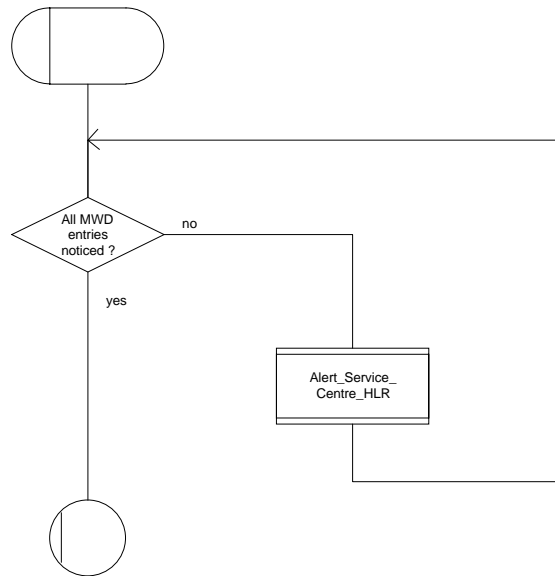 All MWD
entries
noticed ?
no
yes
Alert_Service_
Centre_HLR